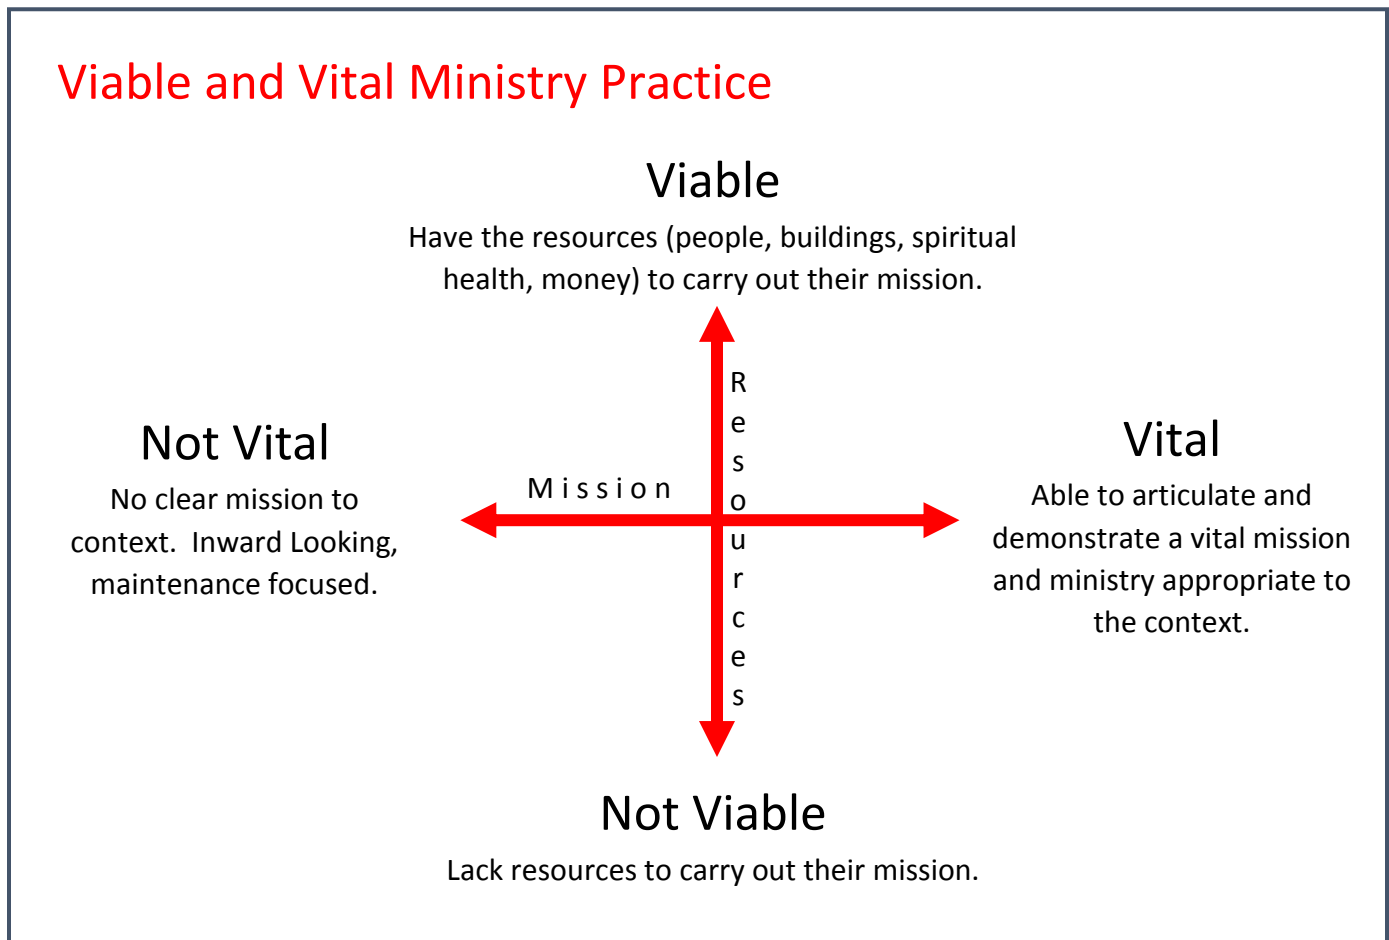 Viable and Vital Ministry Practice
Viable
Have the resources (people, buildings, spiritual
health, money) to carry out their mission.
Not Vital
No clear mission to
context.  Inward Looking,
maintenance focused.
Mission
Resources
Vital
Able to articulate and
demonstrate a vital mission
and ministry appropriate to
the context.
Not Viable
Lack resources to carry out their mission.